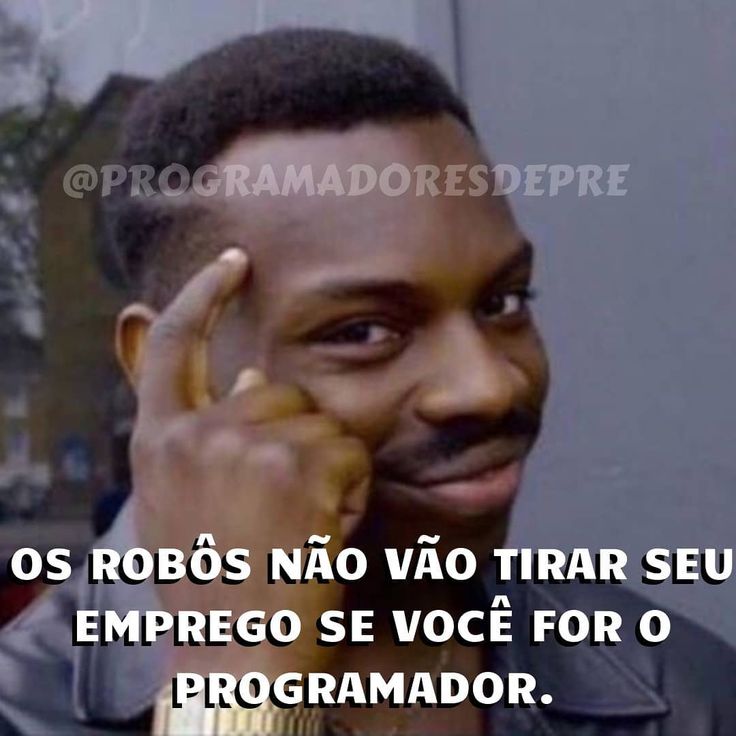 @PROGRAMADORESDEPRE
OS ROBÔS NÃO VÃO TIRAR SEU
EMPREGO SE VOCÊ FOR O
PROGRAMADOR.